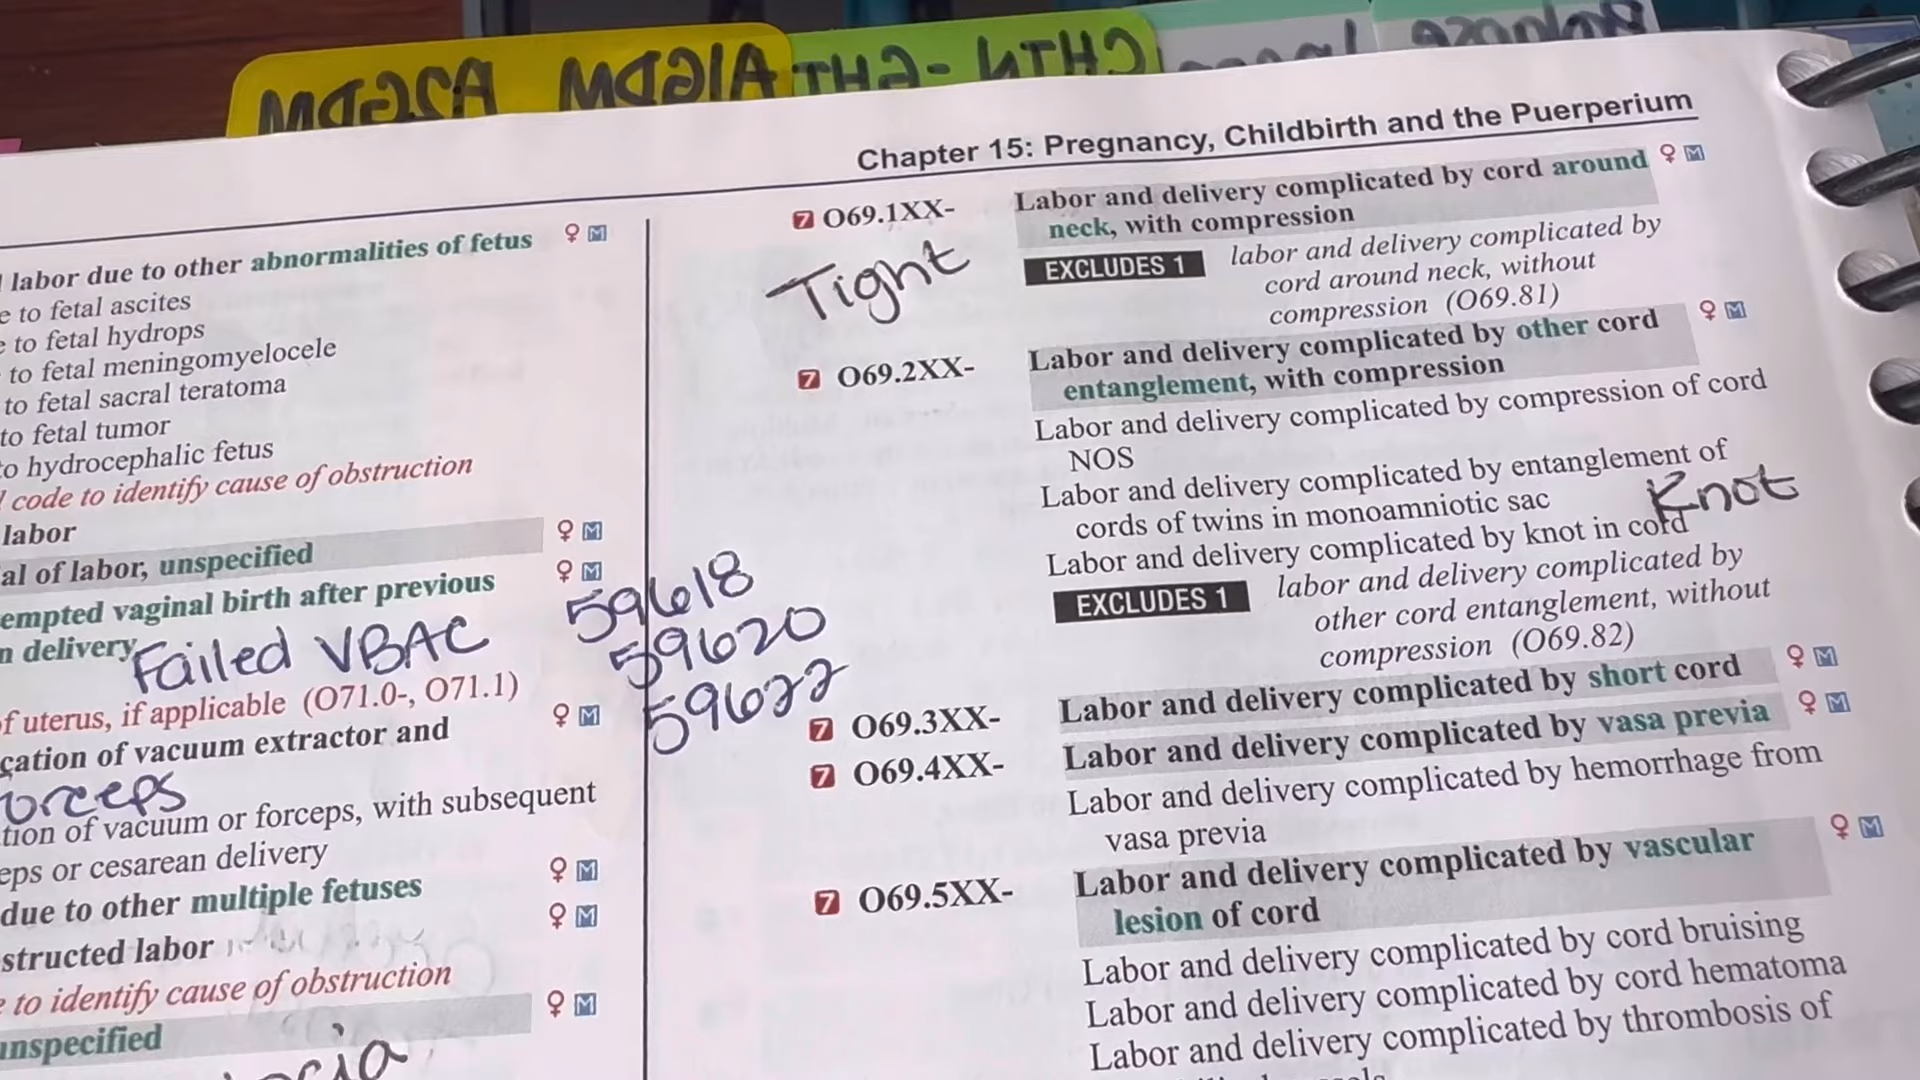 Chapter 15: Pregnancy, Childbirth and the Puerperium
labor due to other abnormalities of fetus ♀ M
to fetal ascites
to fetal hydrops
to fetal meningomyelocele
to fetal sacral teratoma
to fetal tumor
to hydrocephalic fetus
code to identify cause of obstruction
labor
of labor, unspecified ♀ M
vaginal birth after previous ♀ M
delivery
Failed VBAC
59618
59620
59622
of uterus, if applicable (O71.0-, O71.1)
of vacuum extractor and ♀ M
of vacuum or forceps, with subsequent
or cesarean delivery
due to other multiple fetuses ♀ M
labor ♀ M
to identify cause of obstruction
unspecified ♀ M
7 O69.1XX- Labor and delivery complicated by cord around ♀ M
neck, with compression
Tight
EXCLUDES 1 labor and delivery complicated by
cord around neck, without
compression (O69.81)
7 O69.2XX- Labor and delivery complicated by other cord ♀ M
entanglement, with compression
Labor and delivery complicated by compression of cord
NOS
Labor and delivery complicated by entanglement of
cords of twins in monoamniotic sac
Knot
Labor and delivery complicated by knot in cord
EXCLUDES 1 labor and delivery complicated by
other cord entanglement, without
compression (O69.82)
7 O69.3XX- Labor and delivery complicated by short cord ♀ M
7 O69.4XX- Labor and delivery complicated by vasa previa ♀ M
Labor and delivery complicated by hemorrhage from
vasa previa
7 O69.5XX- Labor and delivery complicated by vascular ♀ M
lesion of cord
Labor and delivery complicated by cord bruising
Labor and delivery complicated by cord hematoma
Labor and delivery complicated by thrombosis of